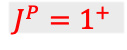 J^P = 1^+